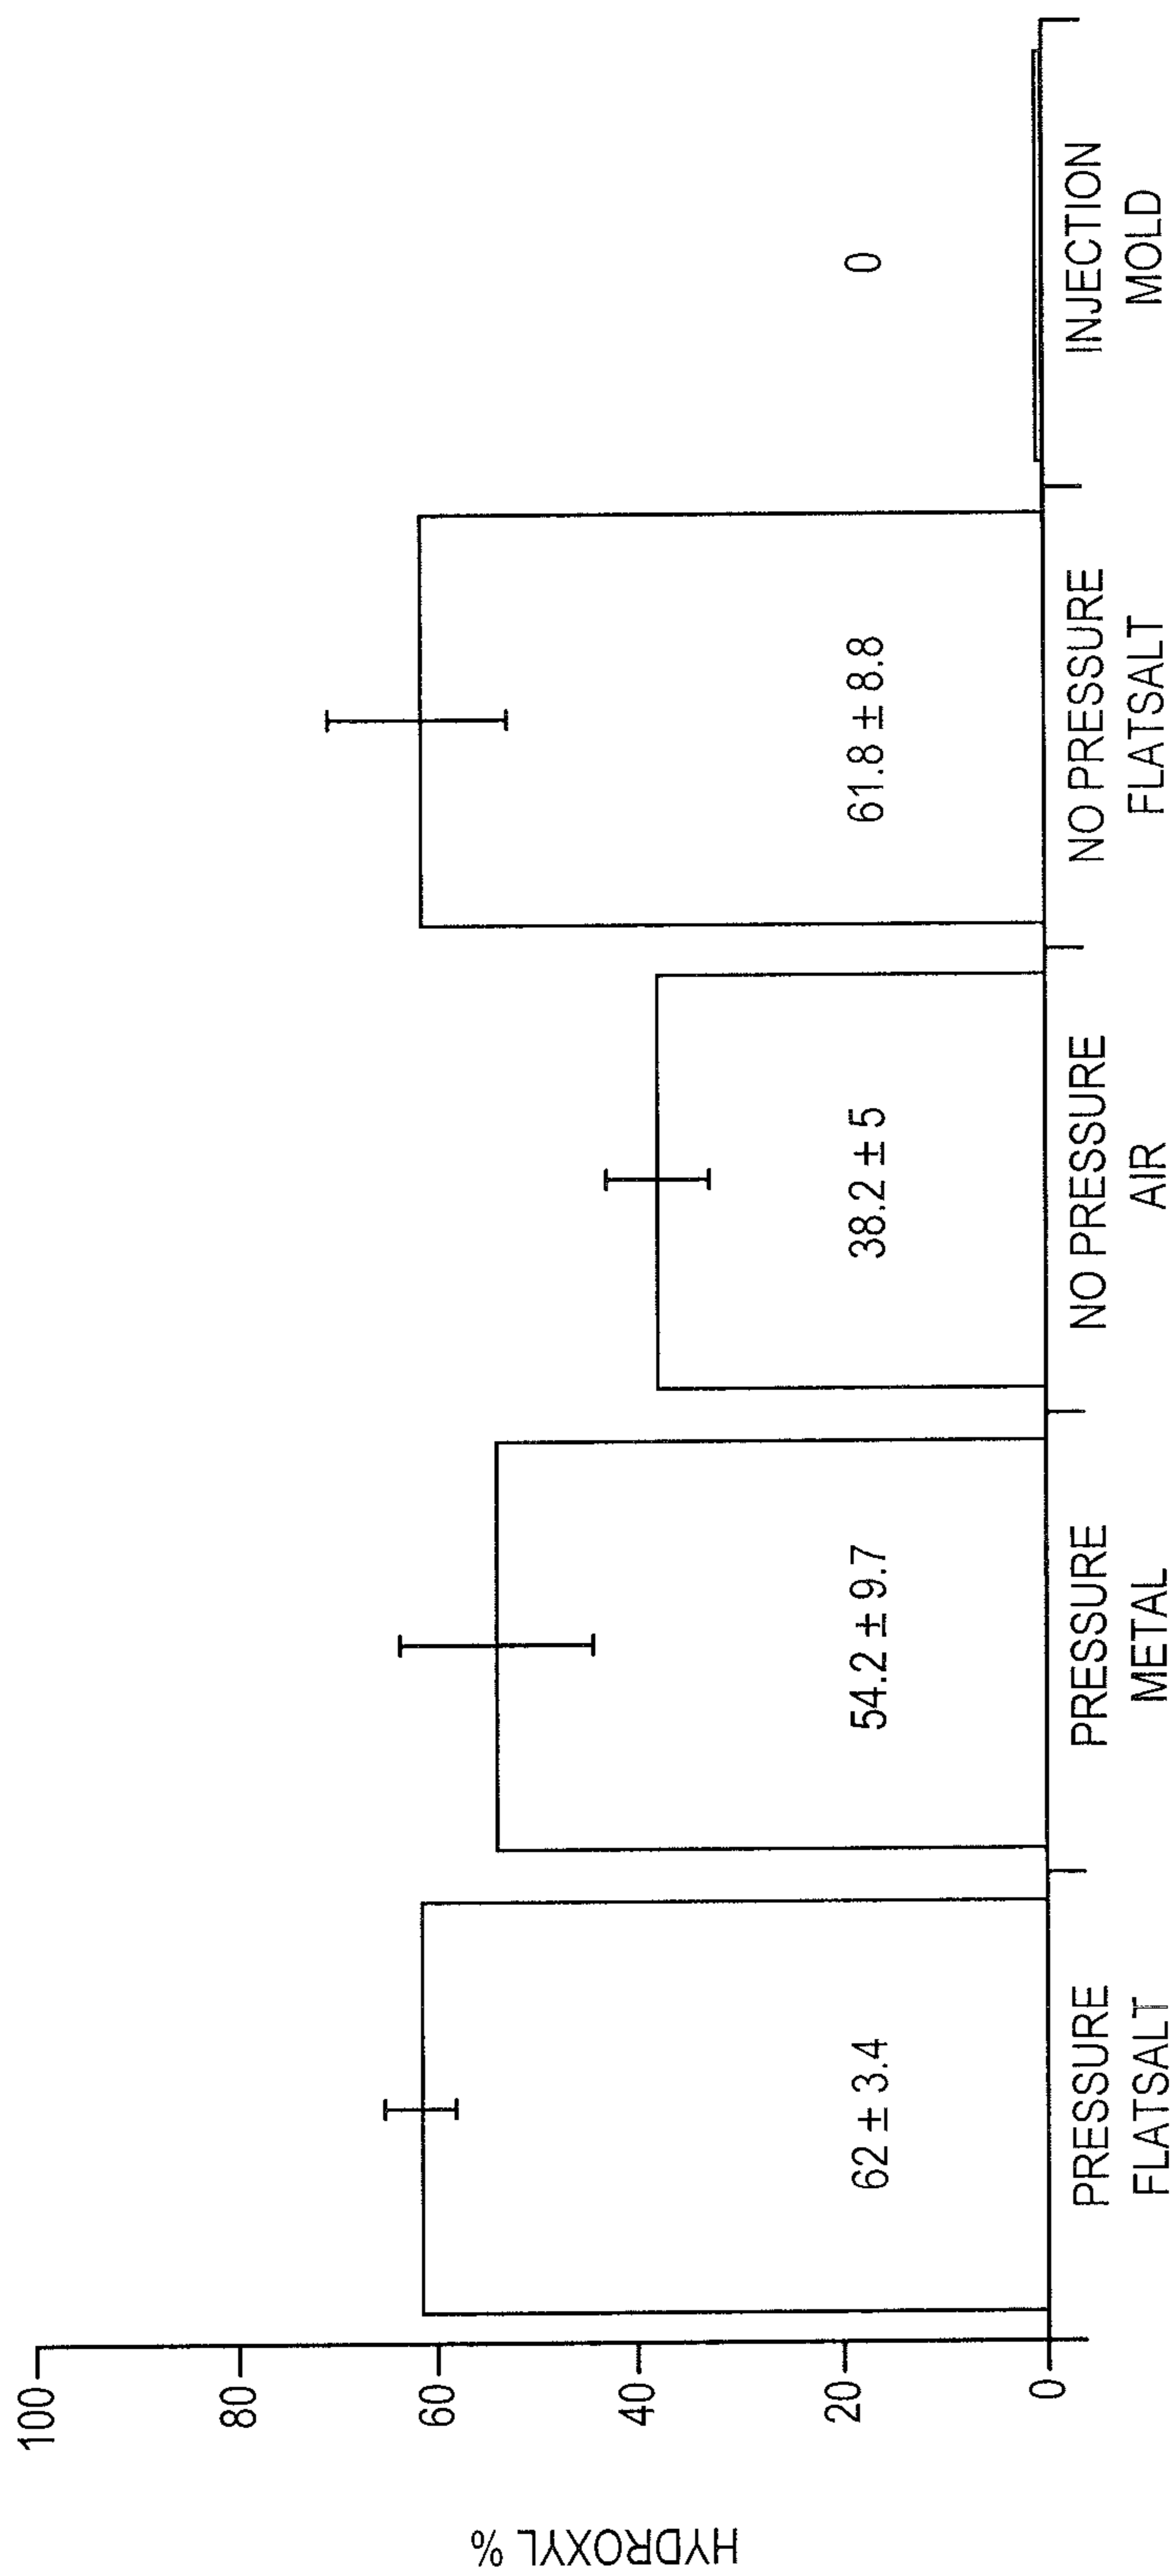 HYDROXYL %
100
80
60
40
20
0
62 ± 3.4
54.2 ± 9.7
38.2 ± 5
61.8 ± 8.8
0
PRESSURE
FLATSALT
PRESSURE
METAL
NO PRESSURE
AIR
NO PRESSURE
FLATSALT
INJECTION
MOLD